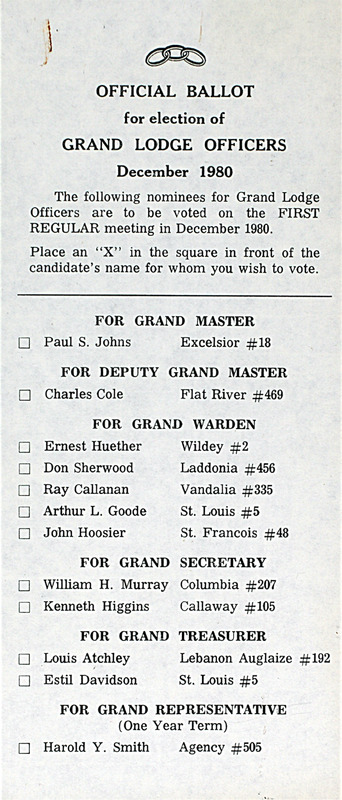 OFFICIAL BALLOT
for election of
GRAND LODGE OFFICERS
December 1980
The following nominees for Grand Lodge
Officers are to be voted on the FIRST
REGULAR meeting in December 1980.
Place an "X" in the square in front of the
candidate's name for whom you wish to vote.
FOR GRAND MASTER
Paul S. Johns Excelsior #18
FOR DEPUTY GRAND MASTER
Charles Cole Flat River #469
FOR GRAND WARDEN
Ernest Huether Wildey #2
Don Sherwood Laddonia #456
Ray Callanan Vandalia #335
Arthur L. Goode St. Louis #5
John Hoosier St. Francois #48
FOR GRAND SECRETARY
William H. Murray Columbia #207
Kenneth Higgins Callaway #105
FOR GRAND TREASURER
Louis Atchley Lebanon Auglaize #192
Estil Davidson St. Louis #5
FOR GRAND REPRESENTATIVE
(One Year Term)
Harold Y. Smith Agency #505